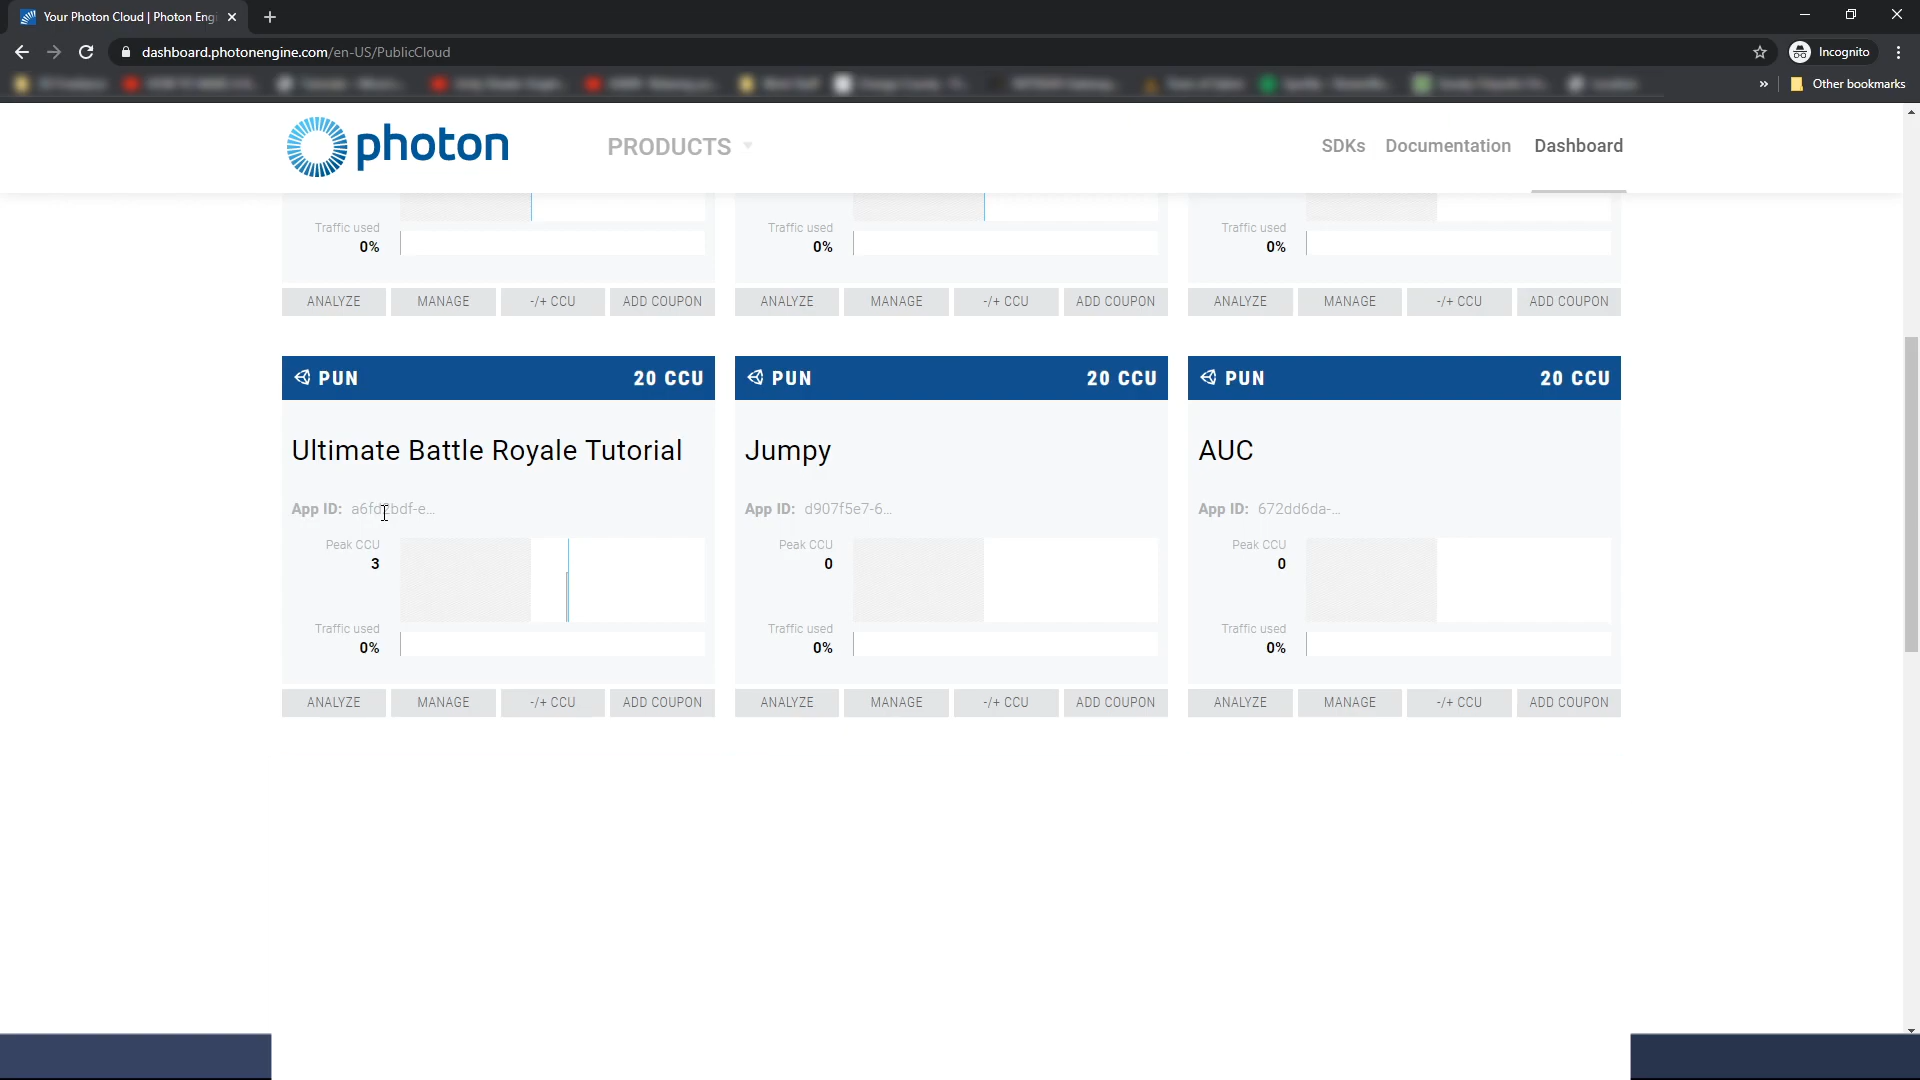 Your Photon Cloud | Photon Eng
dashboard.photonengine.com/en-US/PublicCloud
Incognito
»
Other bookmarks
photon
PRODUCTS
SDKs
Documentation
Dashboard
Traffic used
0%
Traffic used
0%
Traffic used
0%
ANALYZE
MANAGE
-/+ CCU
ADD COUPON
ANALYZE
MANAGE
-/+ CCU
ADD COUPON
ANALYZE
MANAGE
-/+ CCU
ADD COUPON
PUN
20 CCU
Ultimate Battle Royale Tutorial
App ID: a6fd2bdf-e...
Peak CCU
3
Traffic used
0%
ANALYZE
MANAGE
-/+ CCU
ADD COUPON
PUN
20 CCU
Jumpy
App ID: d907f5e7-6...
Peak CCU
0
Traffic used
0%
ANALYZE
MANAGE
-/+ CCU
ADD COUPON
PUN
20 CCU
AUC
App ID: 672dd6da-...
Peak CCU
0
Traffic used
0%
ANALYZE
MANAGE
-/+ CCU
ADD COUPON